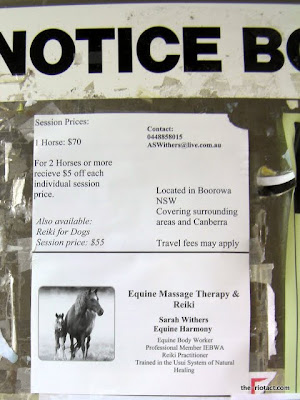 NOTICE BO
Session Prices:
1 Horse: $70
For 2 Horses or more
recieve $5 off each
individual session
price.
Also available:
Reiki for Dogs
Session price: $55
Contact:
0448858015
ASWithers@live.com.au
Located in Boorowa
NSW
Covering surrounding
areas and Canberra
Travel fees may apply
Equine Massage Therapy &
Reiki
Sarah Withers
Equine Harmony
Equine Body Worker
Professional Member IEBWA
Reiki Practitioner
Trained in the Usui System of Natural
Healing
the-riotact.com